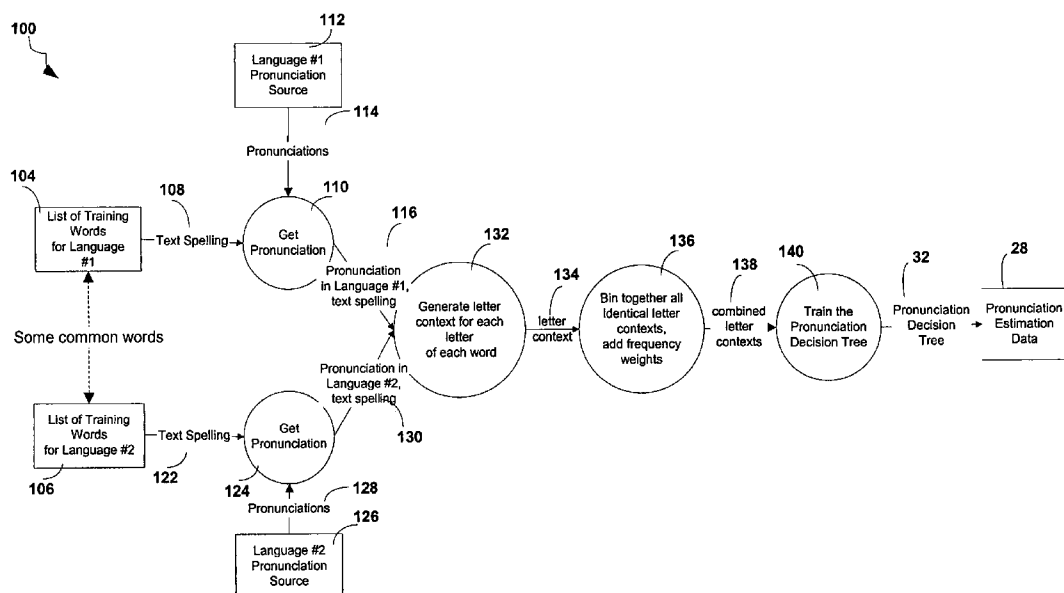 100
112
Language #1
Pronunciation
Source
114
Pronunciations
104
List of Training
Words
for Language
#1
108
Text Spelling
110
Get
Pronunciation
116
Pronunciation
in Language #1,
text spelling
132
Generate letter
context for each
letter
of each word
134
letter
context
136
Bin together all
Identical letter
contexts,
add frequency
weights
138
combined
letter
contexts
140
Train the
Pronunciation
Decision Tree
32
Pronunciation
Decision
Tree
28
Pronunciation
Estimation
Data
Some common words
Pronunciation in
Language #2,
text spelling
130
List of Training
Words
for Language #2
106
Text Spelling
122
Get
Pronunciation
124
128
Pronunciations
126
Language #2
Pronunciation
Source